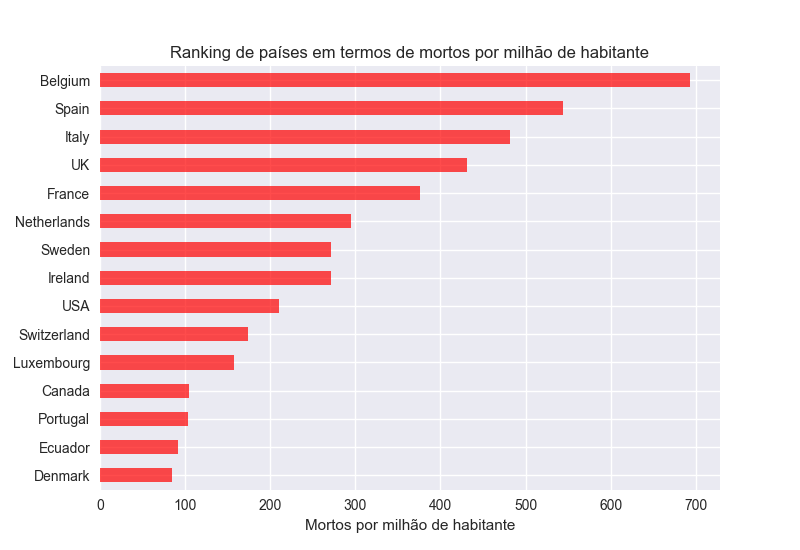 Ranking de países em termos de mortos por milhão de habitante
Belgium
Spain
Italy
UK
France
Netherlands
Sweden
Ireland
USA
Switzerland
Luxembourg
Canada
Portugal
Ecuador
Denmark
0 100 200 300 400 500 600 700
Mortos por milhão de habitante